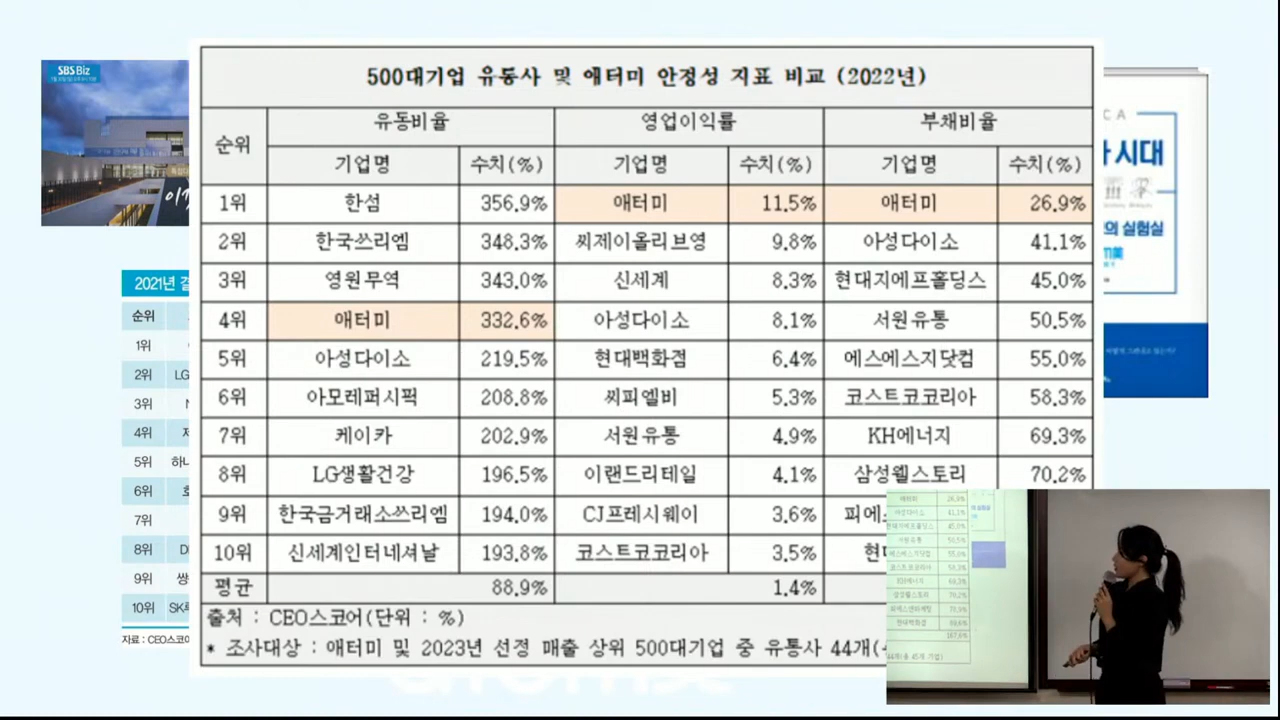 500대기업 유통사 및 애터미 안정성 지표 비교 (2022년)
순위 유동비율 영업이익률 부채비율
기업명 수치(%) 기업명 수치(%) 기업명 수치(%)
1위 한섬 356.9% 애터미 11.5% 애터미 26.9%
2위 한국쓰리엠 348.3% 씨제이올리브영 9.8% 아성다이소 41.1%
3위 영원무역 343.0% 신세계 8.3% 현대지에프홀딩스 45.0%
4위 애터미 332.6% 아성다이소 8.1% 서원유통 50.5%
5위 아성다이소 219.5% 현대백화점 6.4% 에스에스지닷컴 55.0%
6위 아모레퍼시픽 208.8% 씨피엘비 5.3% 코스트코코리아 58.3%
7위 케이카 202.9% 서원유통 4.9% KH에너지 69.3%
8위 LG생활건강 196.5% 이랜드리테일 4.1% 삼성웰스토리 70.2%
9위 한국금거래소쓰리엠 194.0% CJ프레시웨이 3.6% 피에
10위 신세계인터네셔날 193.8% 코스트코코리아 3.5% 현
평균 88.9% 1.4%
출처 : CEO스코어(단위 : %)
* 조사대상 : 애터미 및 2023년 선정 매출 상위 500대기업 중 유통사 44개(
SBS Biz
2021년 결
순위
1위
2위 LG
3위
4위
5위 하나
6위
7위
8위
9위 쌍
10위 SK
자료 : CEO스코어
CA
시대
의 실험실